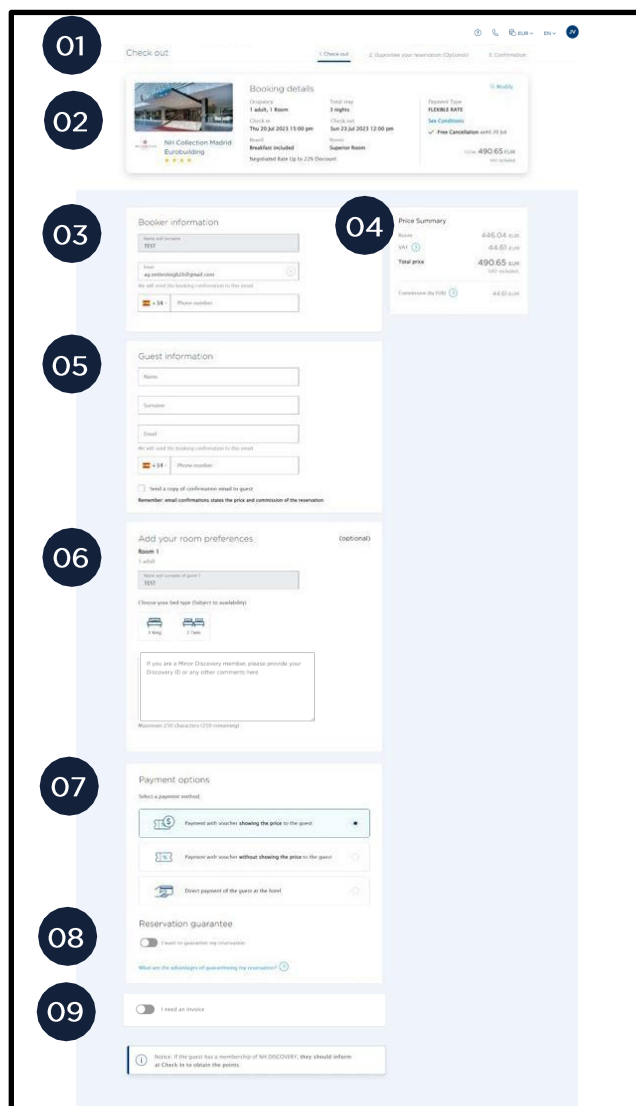 EUR EN JV
01
Check out
1. Check out 2. Guarantee your reservation (Optional) 3. Confirmation
02
Booking details
Modify
Ocupancy Total stay Payment Type
1 adult, 1 Room 3 nights FLEXIBLE RATE
Check in Check out See Conditions
Thu 20 Jul 2023 15:00 pm Sun 23 Jul 2023 12:00 pm
Free Cancellation until 20 Jul
NH Collection Madrid Eurobuilding
Board Room
Breakfast included Superior Room
Negotiated Rate Up to 22% Discount
490.65 EUR
VAT included
03
Booker information
Name and surname
TEST
Email
We will send the booking confirmation to this email
+34 Phone number
04
Price Summary
Room 446.04 EUR
VAT ? 44.61 EUR
Total price 490.65 EUR
VAT included
Commission ? 44.61 EUR
05
Guest information
Name
Surname
Email
We will send the booking confirmation to this email
+34 Phone number
Send a copy of confirmation email to guest
Remember: email confirmations states the price and commission of the reservation
06
Add your room preferences (optional)
Room 1
1 adult
Name and surname of guest 1
TEST
Choose your bed type (Subject to availability)
1 King 2 Twin
If you are a Minor Discovery member, please provide your
Discovery ID or any other comments here
Maximum 250 characters (250 remaining)
07
Payment options
Select a payment method:
Payment with voucher showing the price to the guest
Payment with voucher without showing the price to the guest
Direct payment of the guest at the hotel
08
Reservation guarantee
I want to guarantee my reservation
What are the advantages of guaranteeing my reservation? ?
09
I need an invoice
Notice: If the guest has a membership of NH DISCOVERY, they should inform
at Check In to obtain the points.